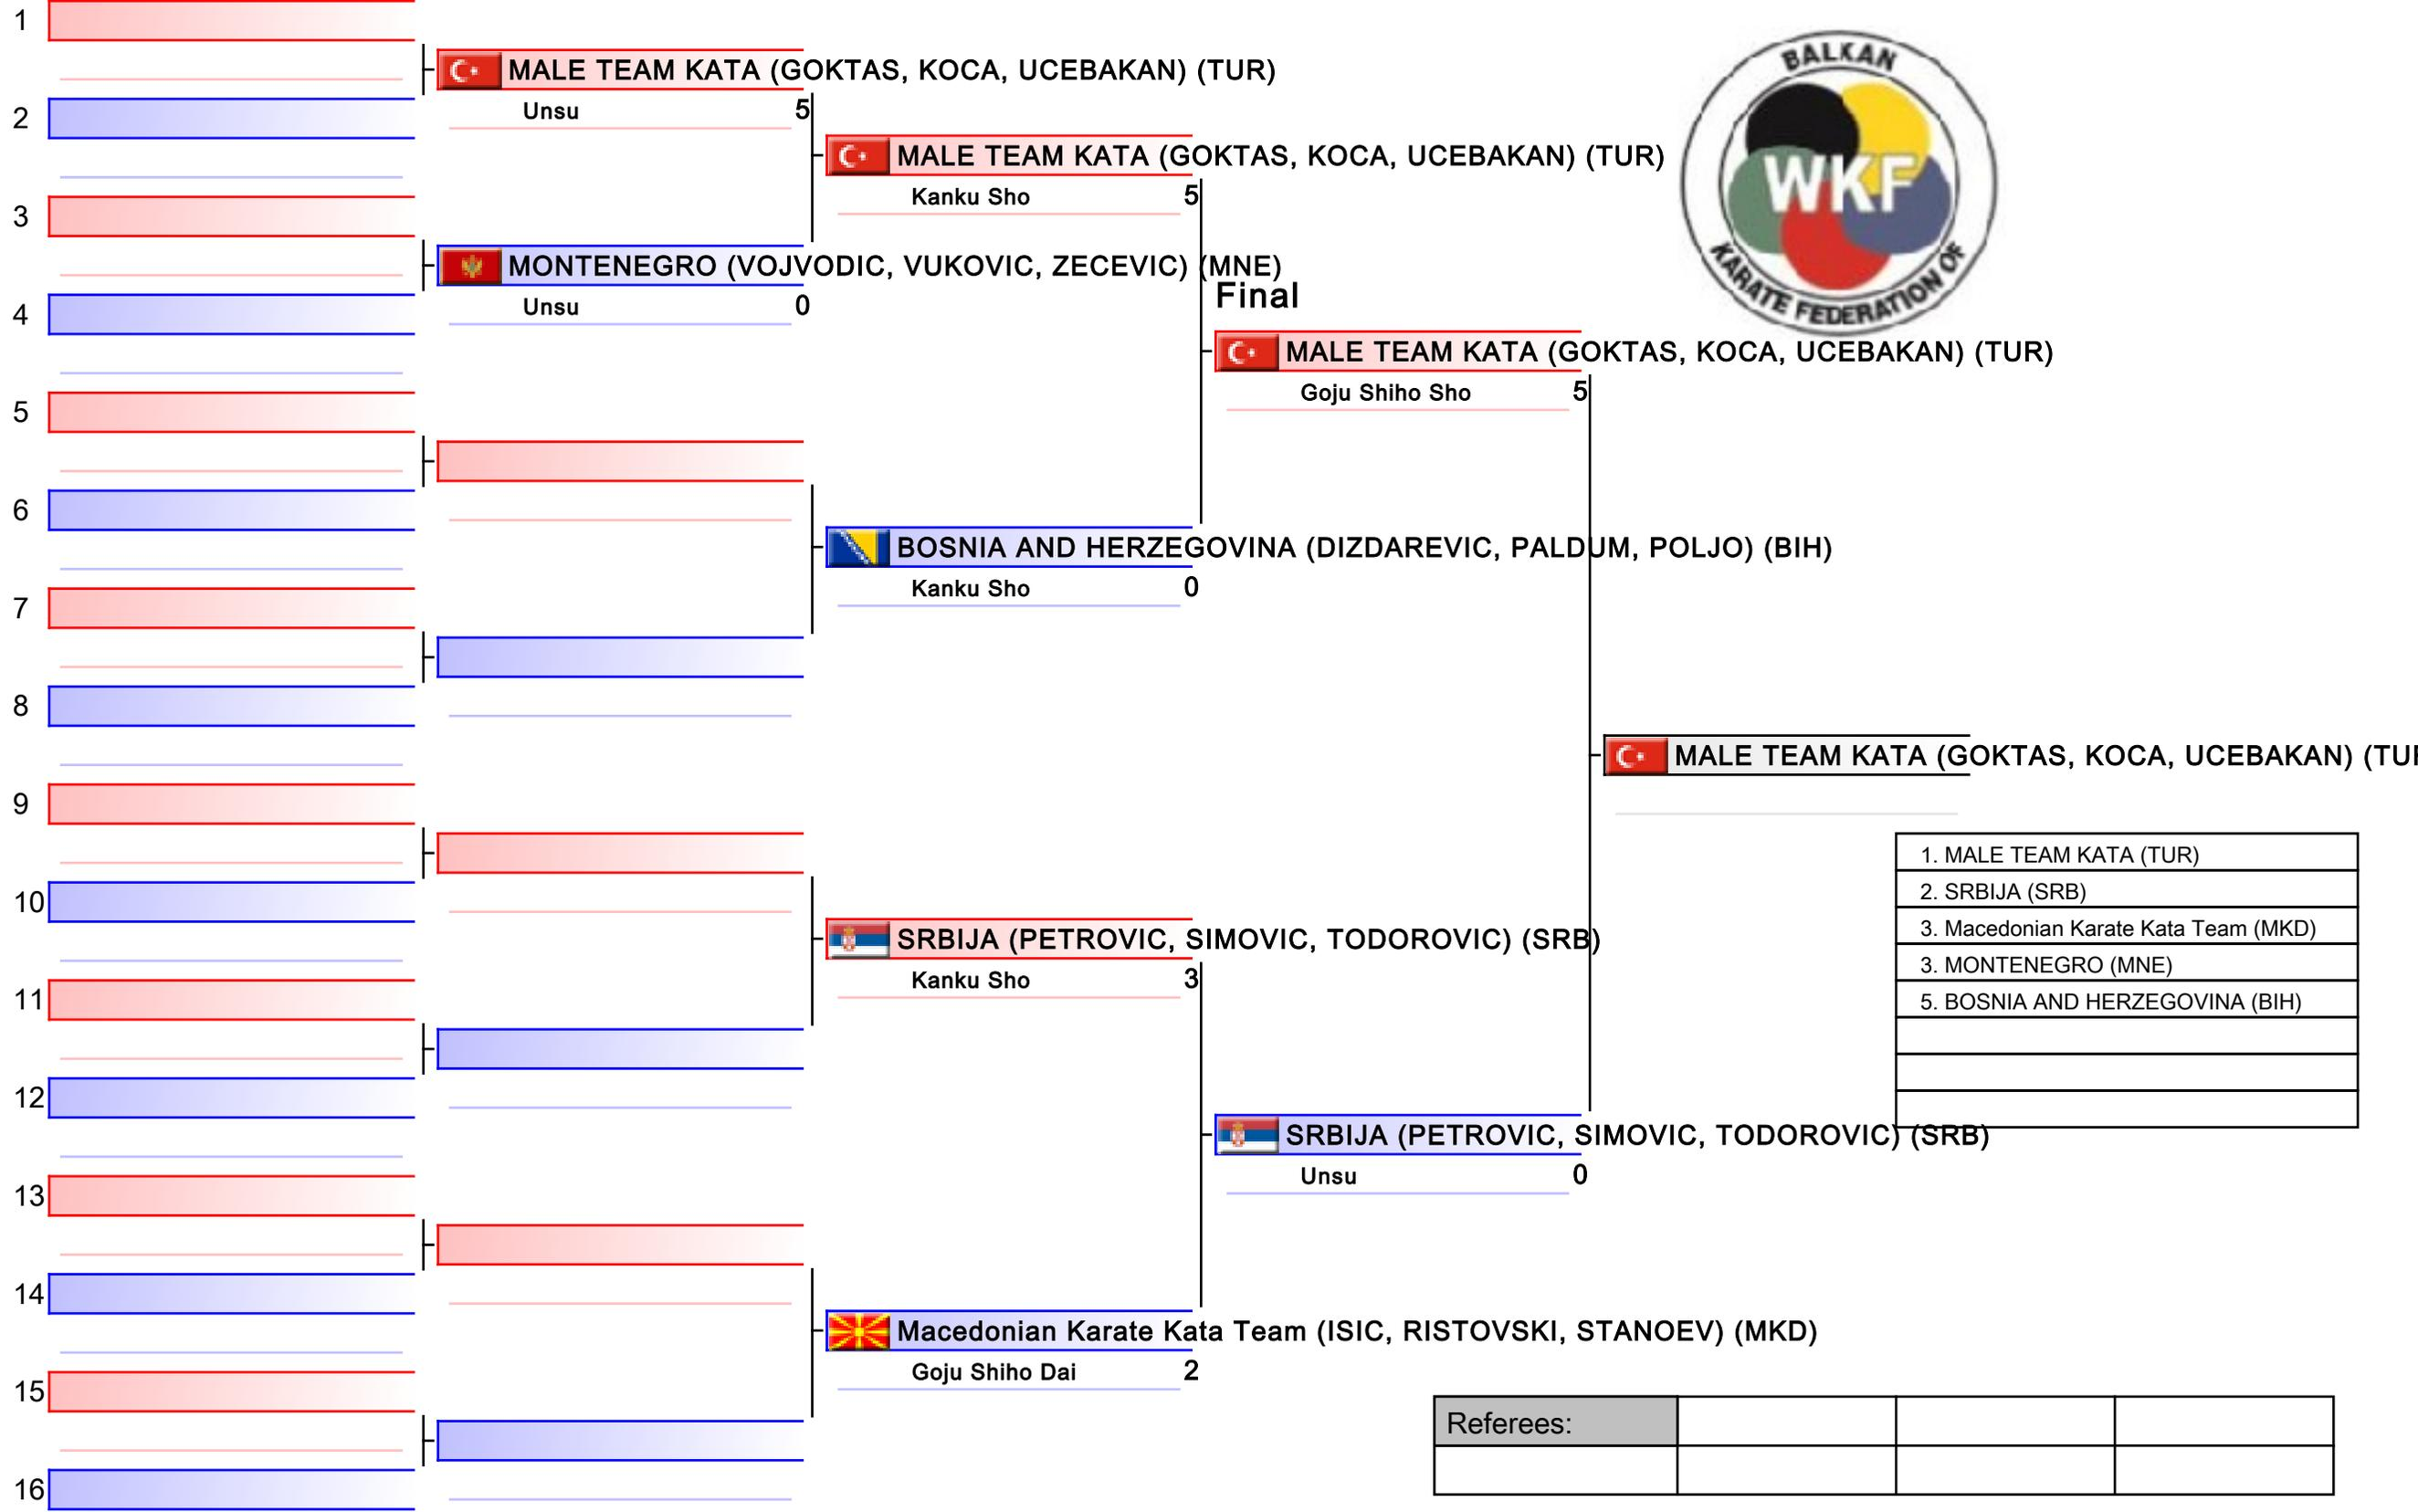 1
MALE TEAM KATA (GOKTAS, KOCA, UCEBAKAN) (TUR)
Unsu 5
2
MALE TEAM KATA (GOKTAS, KOCA, UCEBAKAN) (TUR)
Kanku Sho 5
3
MONTENEGRO (VOJVODIC, VUKOVIC, ZECEVIC) (MNE)
Unsu 0
4
BALKAN
WKF
KARATE FEDERATION OF
Final
MALE TEAM KATA (GOKTAS, KOCA, UCEBAKAN) (TUR)
Goju Shiho Sho 5
5
6
BOSNIA AND HERZEGOVINA (DIZDAREVIC, PALDUM, POLJO) (BIH)
Kanku Sho 0
7
8
MALE TEAM KATA (GOKTAS, KOCA, UCEBAKAN)
9
1. MALE TEAM KATA (TUR)
2. SRBIJA (SRB)
3. Macedonian Karate Kata Team (MKD)
3. MONTENEGRO (MNE)
5. BOSNIA AND HERZEGOVINA (BIH)
10
SRBIJA (PETROVIC, SIMOVIC, TODOROVIC) (SRB)
Kanku Sho 3
11
12
SRBIJA (PETROVIC, SIMOVIC, TODOROVIC) (SRB)
Unsu 0
13
14
Macedonian Karate Kata Team (ISIC, RISTOVSKI, STANOEV) (MKD)
Goju Shiho Dai 2
15
Referees:
16